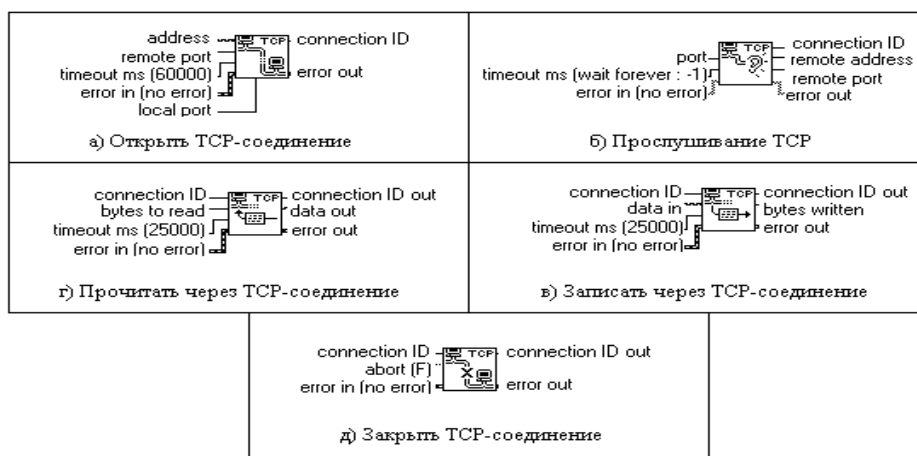 address
TCP
connection ID
remote port
timeout ms (60000)
error out
error in (no error)
local port
а) Открыть TCP-соединение
TCP
connection ID
port
remote address
timeout ms (wait forever : -1)
remote port
error in (no error)
error out
б) Прослушивание TCP
connection ID
TCP
connection ID out
bytes to read
data out
timeout ms (25000)
error out
error in (no error)
г) Прочитать через TCP-соединение
connection ID
TCP
connection ID out
data in
bytes written
timeout ms (25000)
error out
error in (no error)
в) Записать через TCP-соединение
connection ID
TCP
connection ID out
abort (F)
error in (no error)
error out
д) Закрыть TCP-соединение